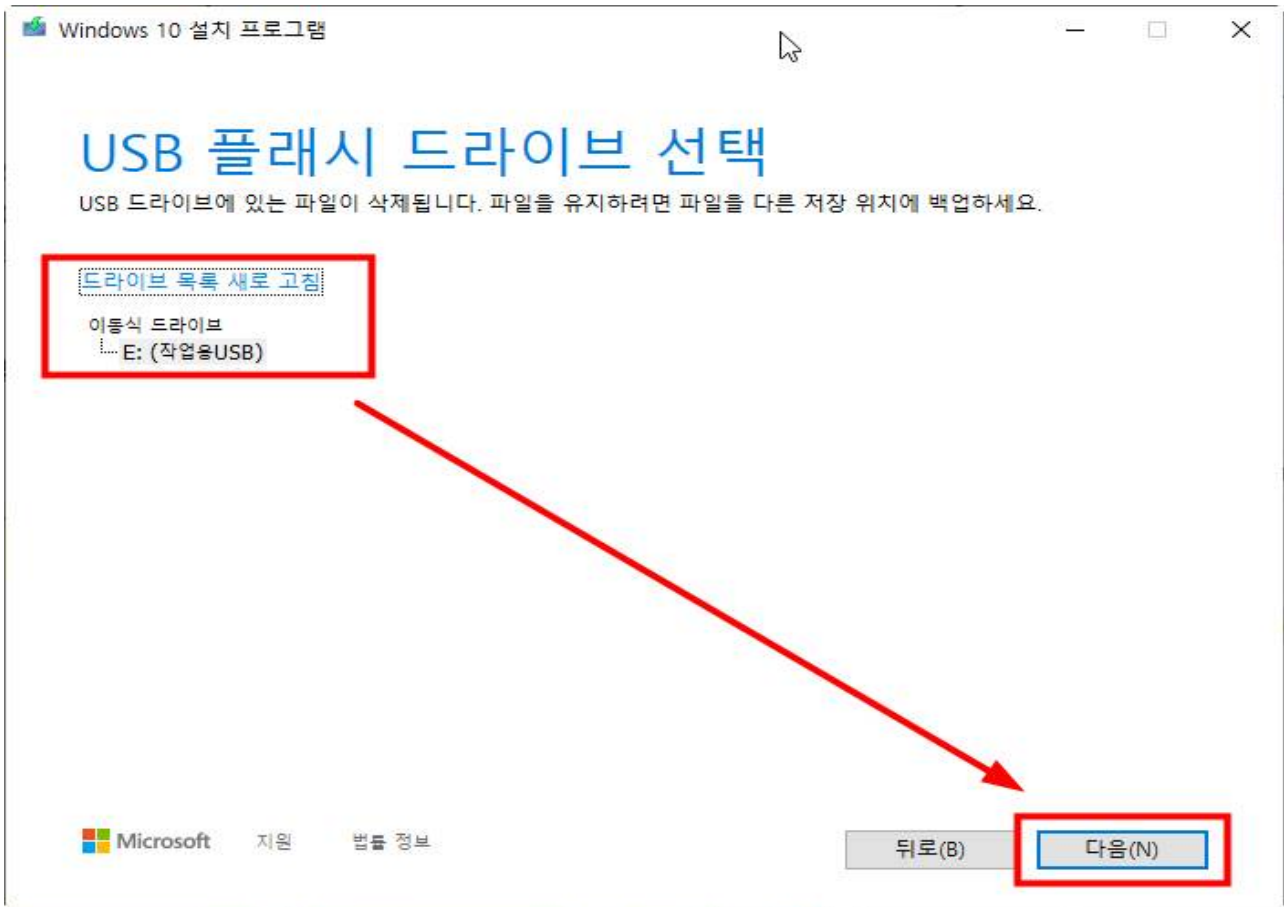 Windows 10 설치 프로그램
USB 플래시 드라이브 선택
USB 드라이브에 있는 파일이 삭제됩니다. 파일을 유지하려면 파일을 다른 저장 위치에 백업하세요.
드라이브 목록 새로 고침
이동식 드라이브
E: (작업용USB)
Microsoft 지원 법률 정보 뒤로(B) 다음(N)